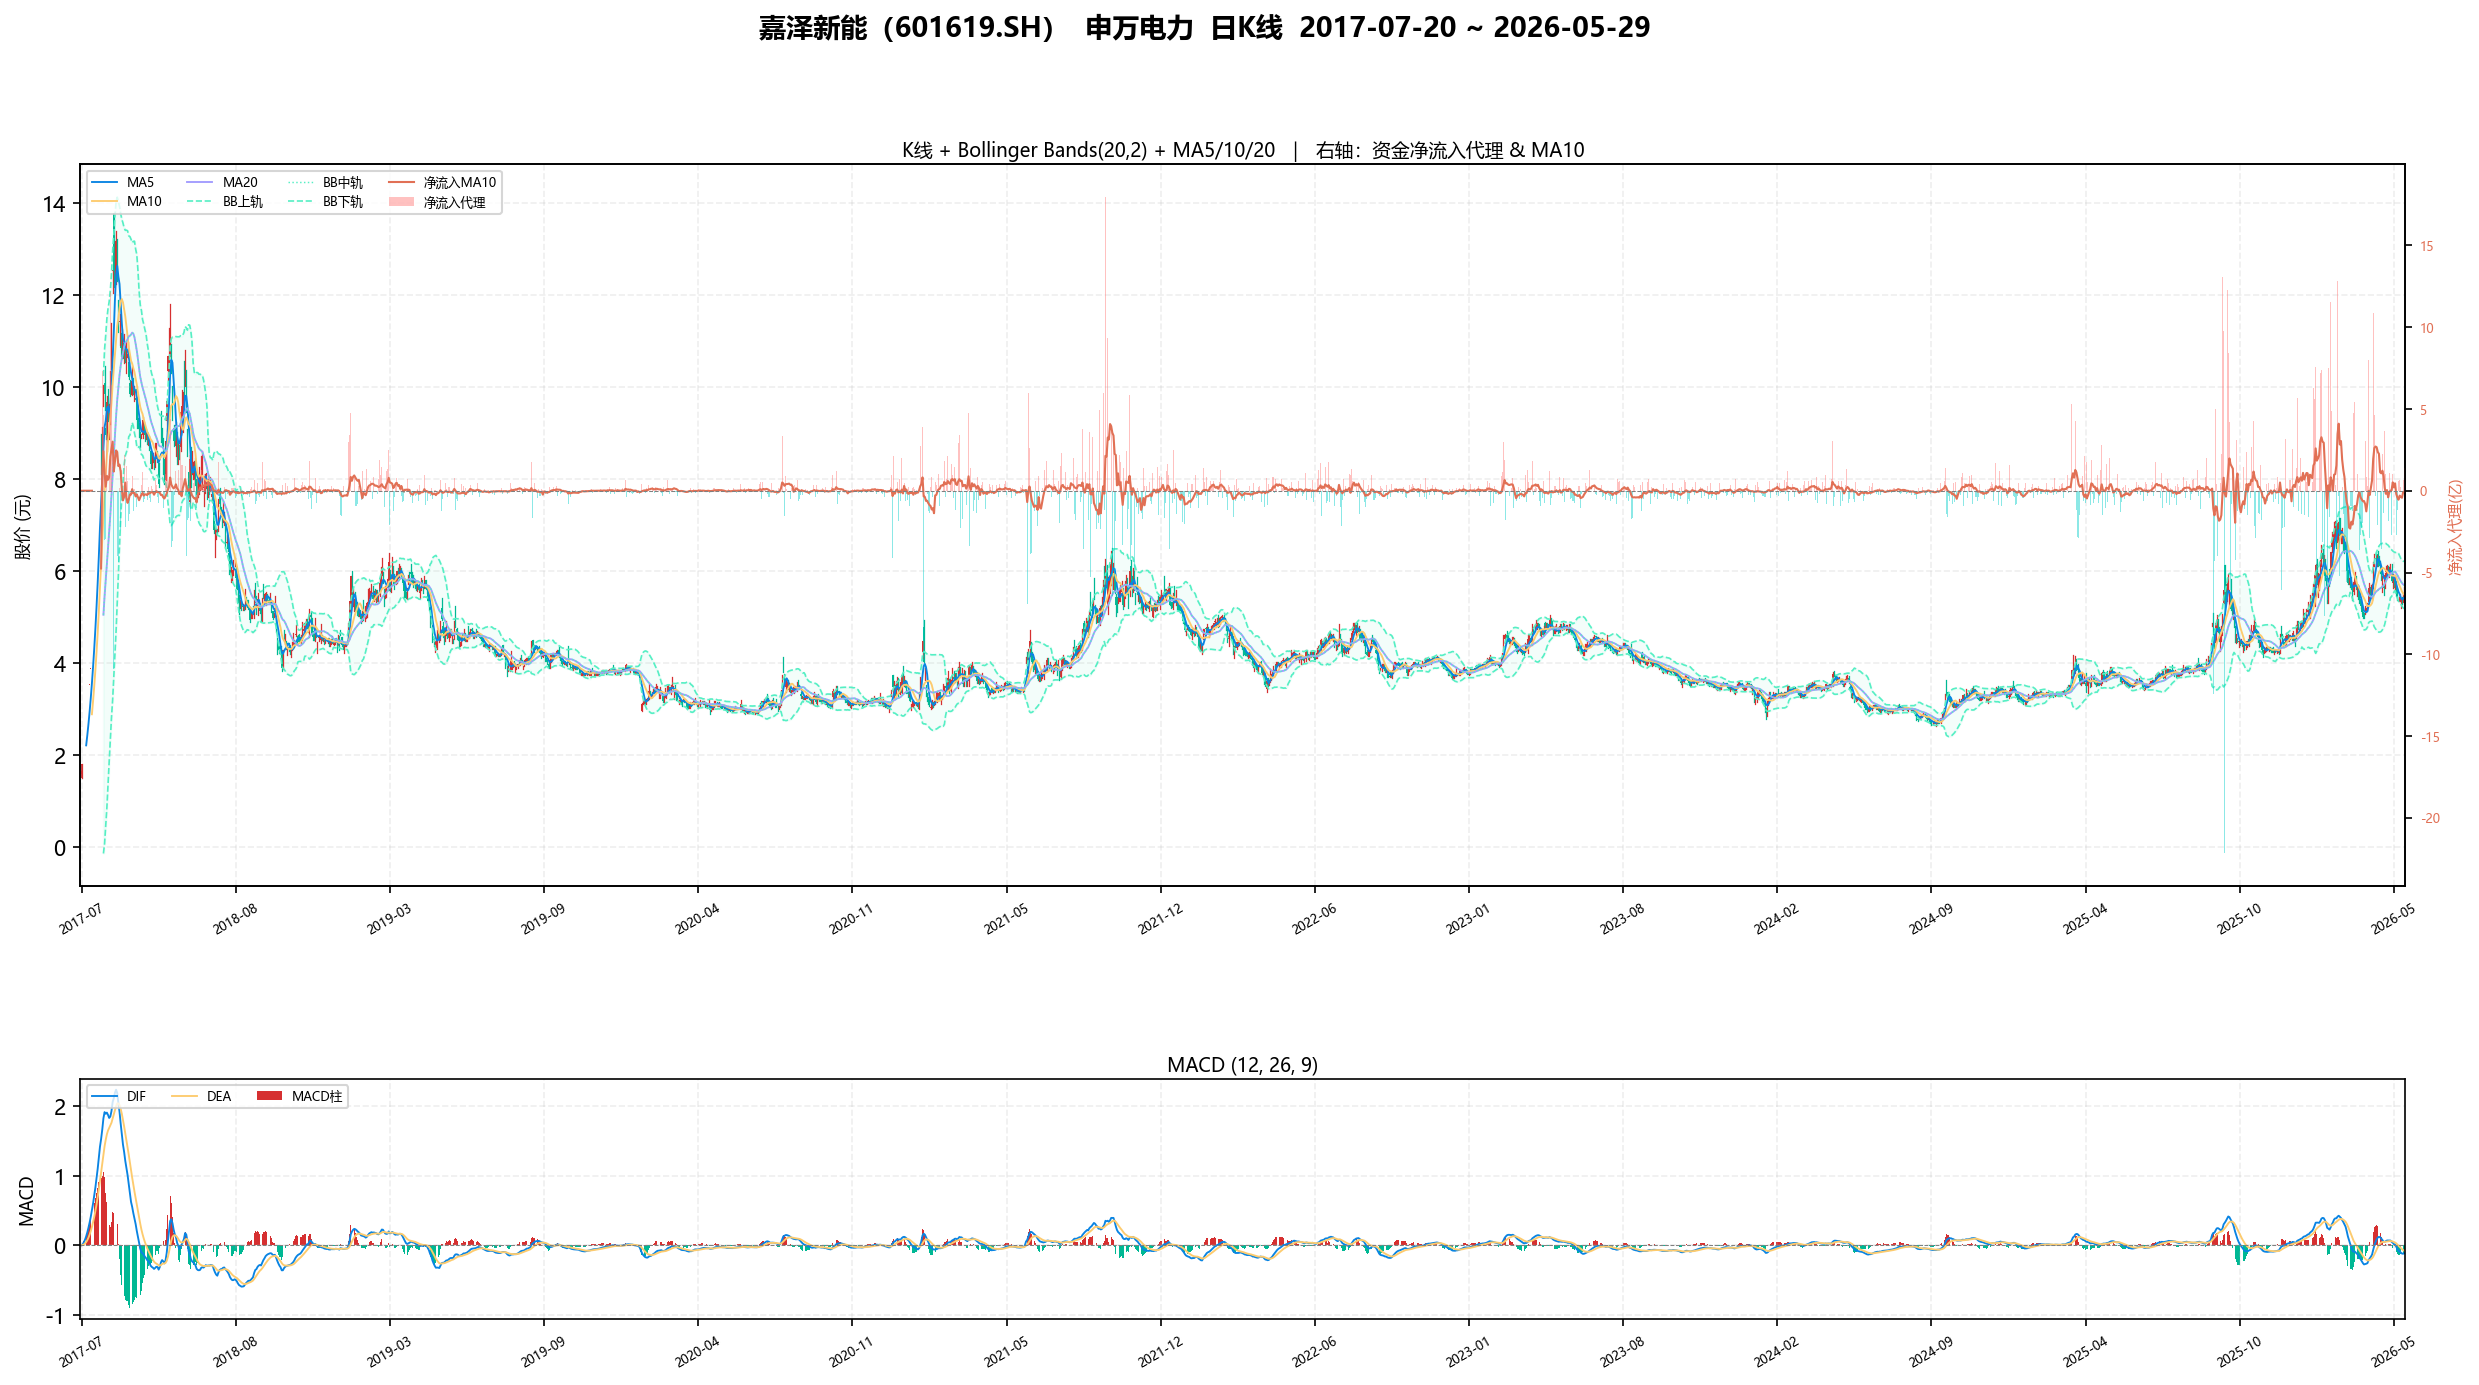 嘉泽新能（601619.SH） 申万电力 日K线 2017-07-20 ~ 2026-05-29
K线 + Bollinger Bands(20,2) + MA5/10/20 | 右轴：资金净流入代理 & MA10
MA5 MA20 BB中轨 净流入MA10
MA10 BB上轨 BB下轨 净流入代理
股价 (元)
14
12
10
8
6
4
2
0
15
10
5
0
-5
-10
-15
-20
净流入代理(亿)
2017-07 2018-08 2019-03 2019-09 2020-04 2020-11 2021-05 2021-12 2022-06 2023-01 2023-08 2024-02 2024-09 2025-04 2025-10 2026-05
MACD (12, 26, 9)
DIF DEA MACD柱
MACD
2
1
0
-1
2017-07 2018-08 2019-03 2019-09 2020-04 2020-11 2021-05 2021-12 2022-06 2023-01 2023-08 2024-02 2024-09 2025-04 2025-10 2026-05